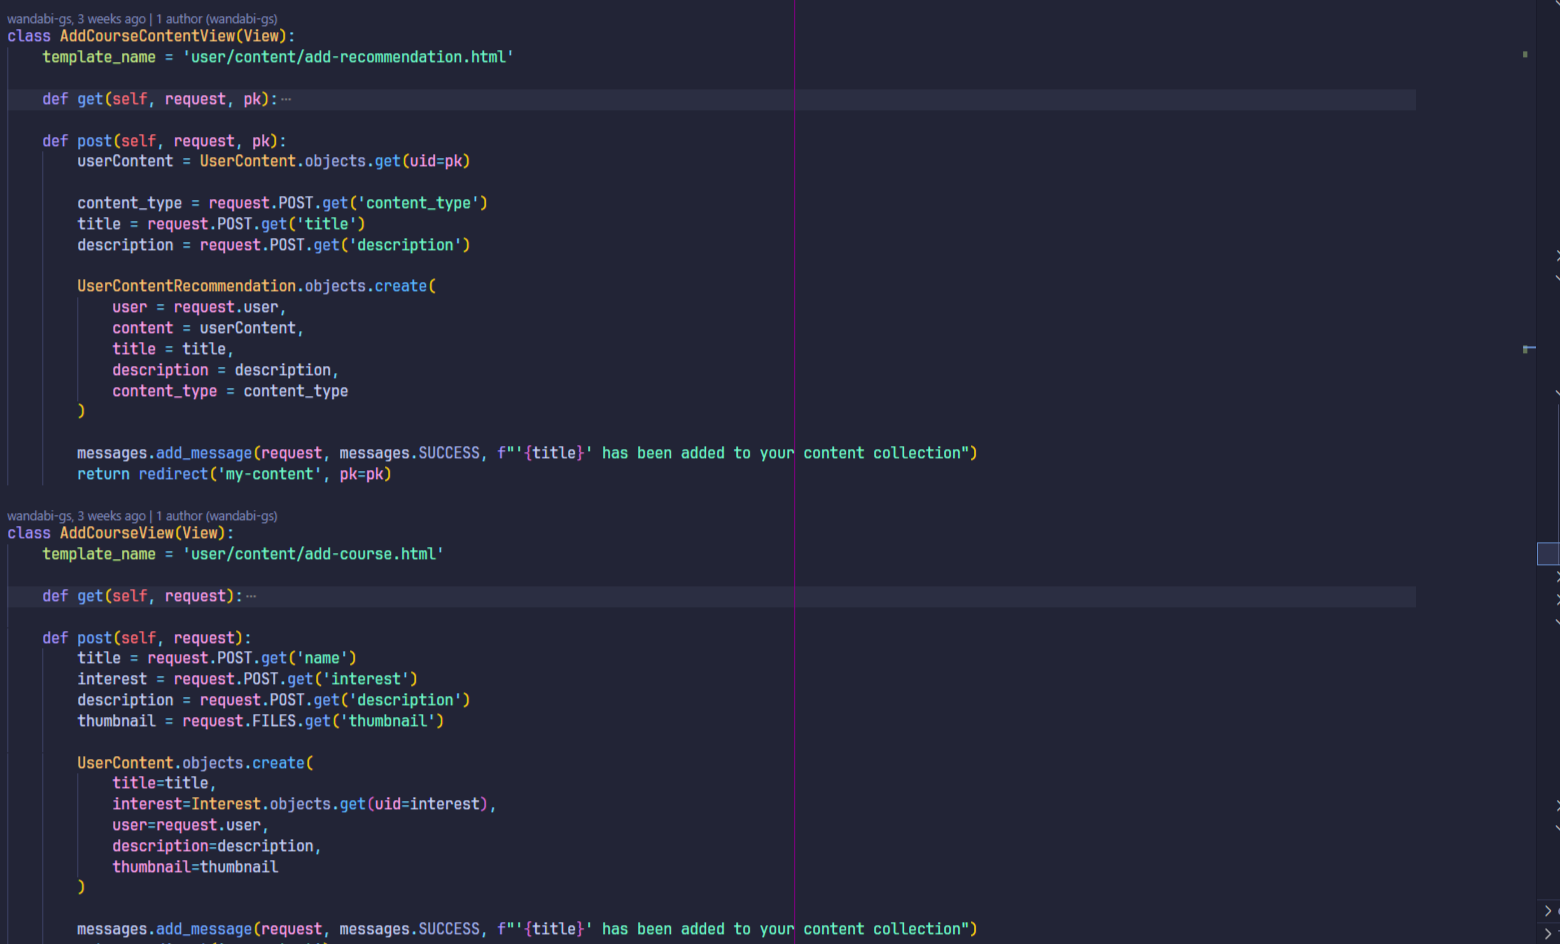 wandabi-gs, 3 weeks ago | 1 author (wandabi-gs)
class AddCourseContentView(View):
    template_name = 'user/content/add-recommendation.html'
    def get(self, request, pk):⋯
    def post(self, request, pk):
        userContent = UserContent.objects.get(uid=pk)
        content_type = request.POST.get('content_type')
        title = request.POST.get('title')
        description = request.POST.get('description')
        UserContentRecommendation.objects.create(
            user = request.user,
            content = userContent,
            title = title,
            description = description,
            content_type = content_type
        )
        messages.add_message(request, messages.SUCCESS, f"'{title}' has been added to your content collection")
        return redirect('my-content', pk=pk)
wandabi-gs, 3 weeks ago | 1 author (wandabi-gs)
class AddCourseView(View):
    template_name = 'user/content/add-course.html'
    def get(self, request):⋯
    def post(self, request):
        title = request.POST.get('name')
        interest = request.POST.get('interest')
        description = request.POST.get('description')
        thumbnail = request.FILES.get('thumbnail')
        UserContent.objects.create(
            title=title,
            interest=Interest.objects.get(uid=interest),
            user=request.user,
            description=description,
            thumbnail=thumbnail
        )
        messages.add_message(request, messages.SUCCESS, f"'{title}' has been added to your content collection")